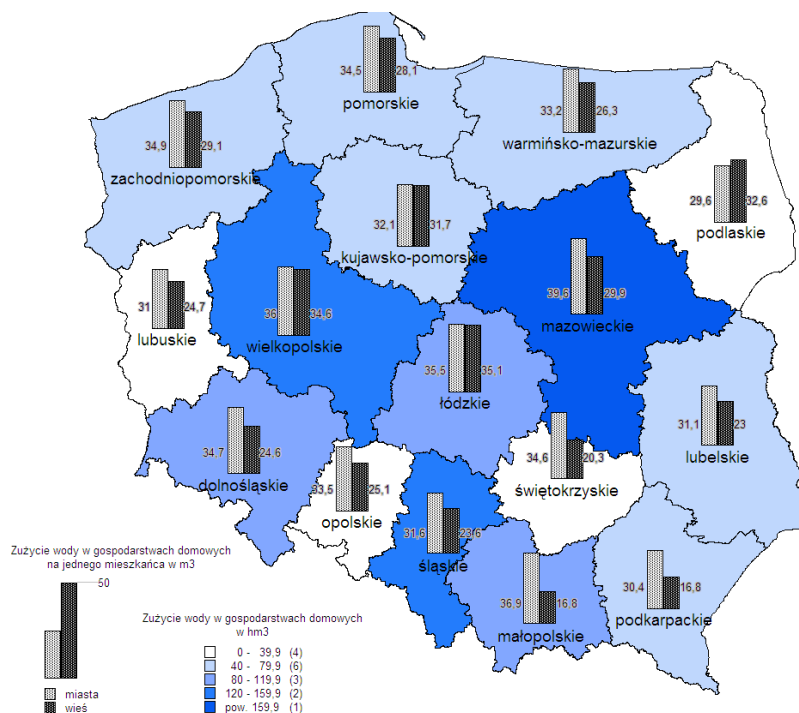 34,5 28,1
pomorskie
33,2 26,3
warmińsko-mazurskie
34,9 29,1
zachodniopomorskie
29,6 32,6
podlaskie
32,1 31,7
kujawsko-pomorskie
39,6 29,9
mazowieckie
31 24,7
lubuskie
36 34,6
wielkopolskie
35,5 35,1
łódzkie
31,1 23
lubelskie
34,7 24,6
dolnośląskie
34,6 20,3
świętokrzyskie
33,5 25,1
opolskie
31,6 23,6
śląskie
36,9 16,8
małopolskie
30,4 16,8
podkarpackie
Zużycie wody w gospodarstwach domowych
na jednego mieszkańca w m3
50
miasta
wieś
Zużycie wody w gospodarstwach domowych
w hm3
0 - 39,9 (4)
40 - 79,9 (6)
80 - 119,9 (3)
120 - 159,9 (2)
pow. 159,9 (1)